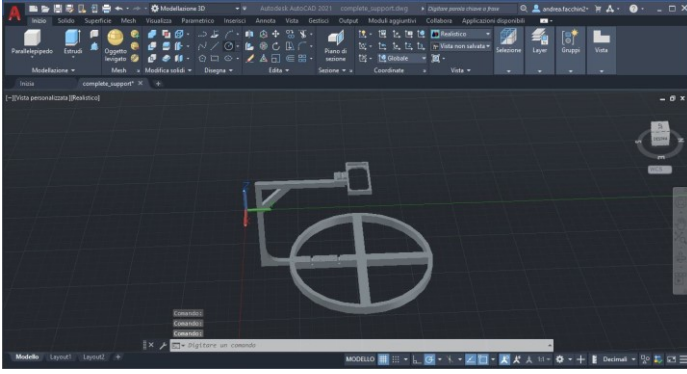 Modellazione 3D
Autodesk AutoCAD 2021 complete_support.dwg
Digitare parola chiave o frase
andrea.facchin2
Inizio Solido Superficie Mesh Visualizza Parametrico Inserisci Annota Vista Gestisci Output Moduli aggiuntivi Collabora Applicazioni disponibili
Realistico
Vista non salvata
Globale
Parallelepipedo Estrudi Oggetto levigato Piano di sezione Selezione Layer Gruppi Vista
Modellazione Mesh Modifica solidi Disegna Edita Sezione Coordinate Vista
Inizia complete_support*
[−][Vista personalizzata][Realistico]
Comando:
Comando:
Comando:
Digitare un comando
Modello Layout1 Layout2 +
MODELLO 1:1 Decimali